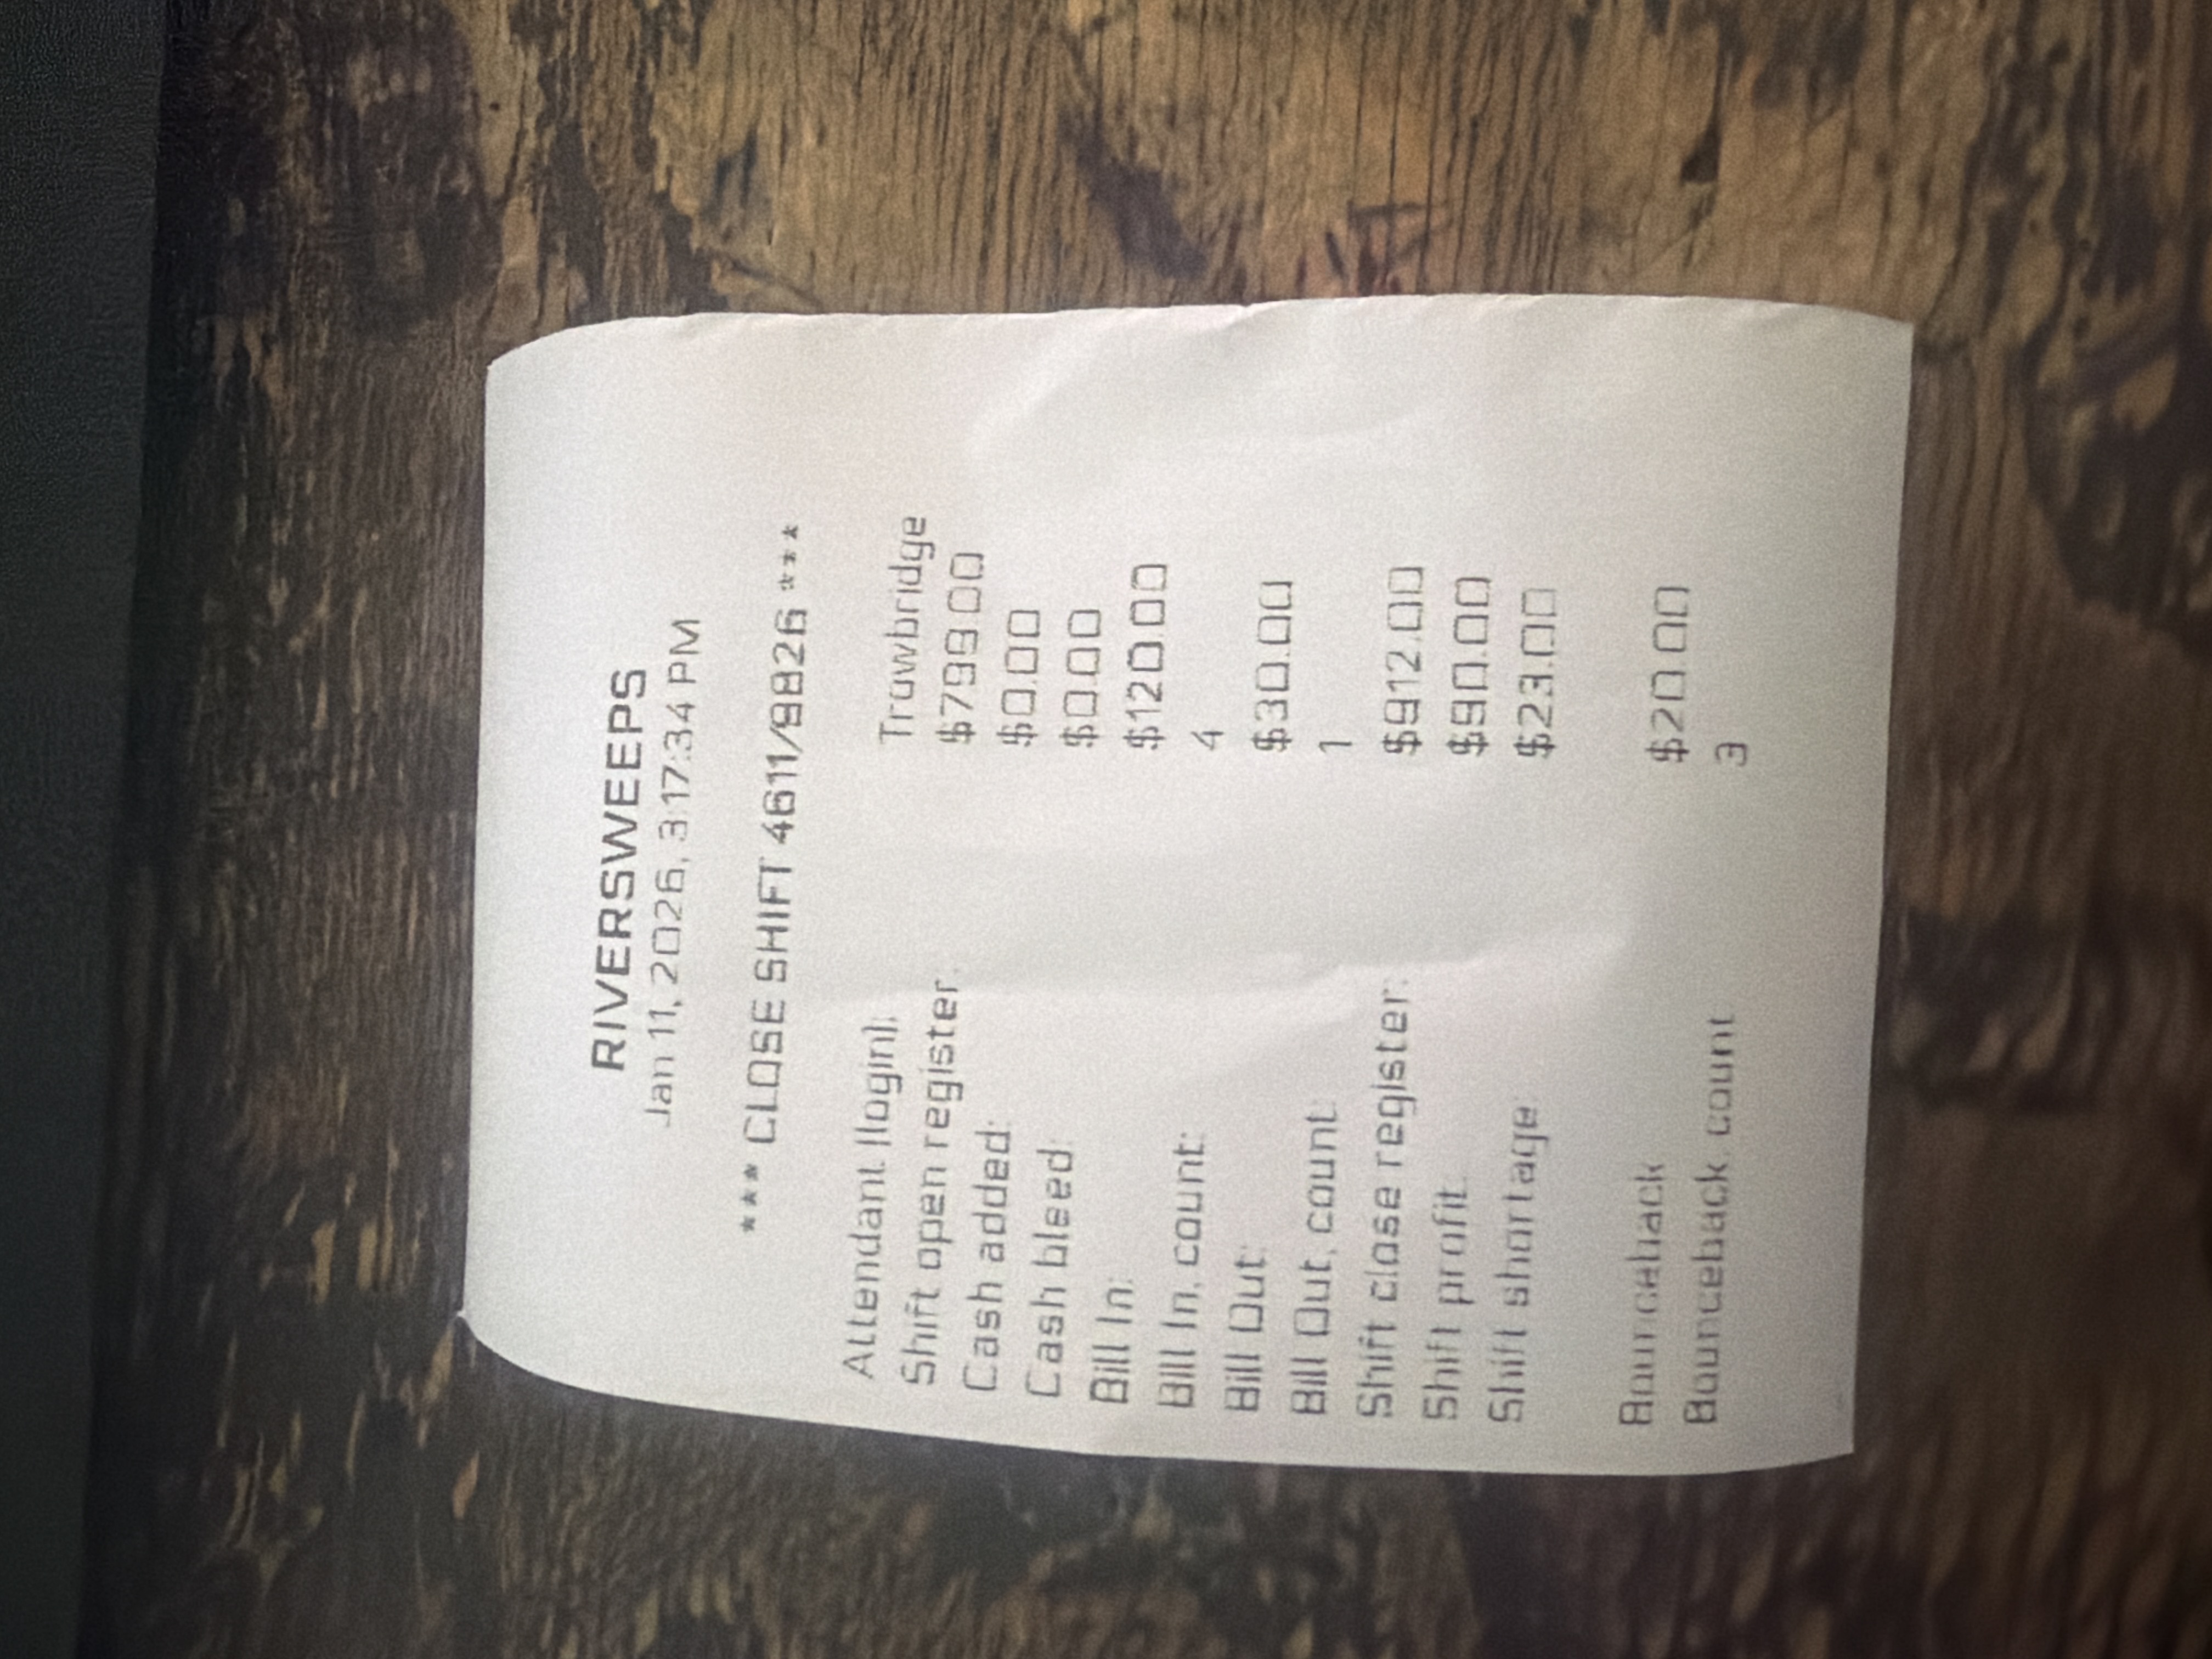 RIVERSWEEPS
Jan 11, 2026, 3:17:34 PM
*** CLOSE SHIFT 4611/9826 ***
Attendant (login): Trowbridge
Shift open register: $799.00
Cash added: $0.00
Cash bleed: $0.00
Bill In: $120.00
Bill In, count: 4
Bill Out: $30.00
Bill Out, count: 1
Shift close register: $912.00
Shift profit: $90.00
Shift shortage: $23.00
Bounceback $20.00
Bounceback, count 3